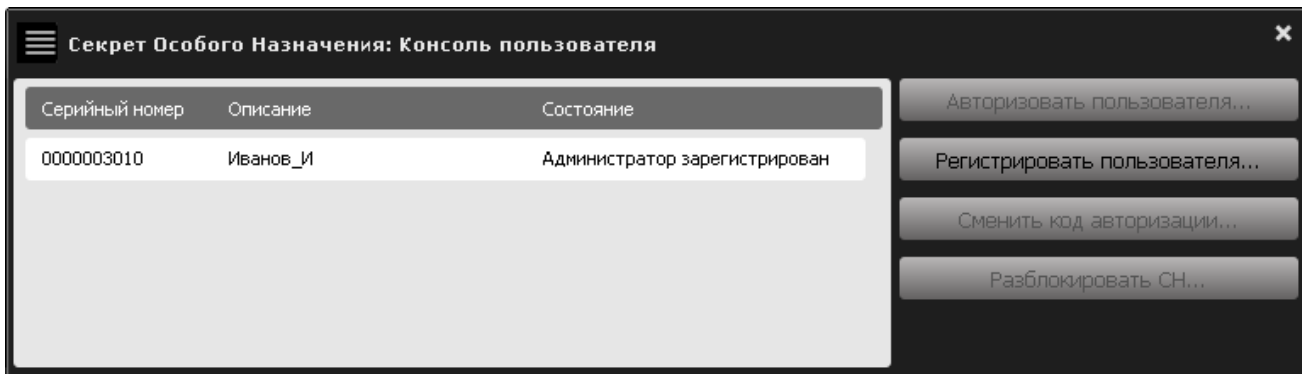 Секрет Особого Назначения: Консоль пользователя
Серийный номер Описание Состояние
0000003010 Иванов_И Администратор зарегистрирован
Авторизовать пользователя...
Регистрировать пользователя...
Сменить код авторизации...
Разблокировать СН...